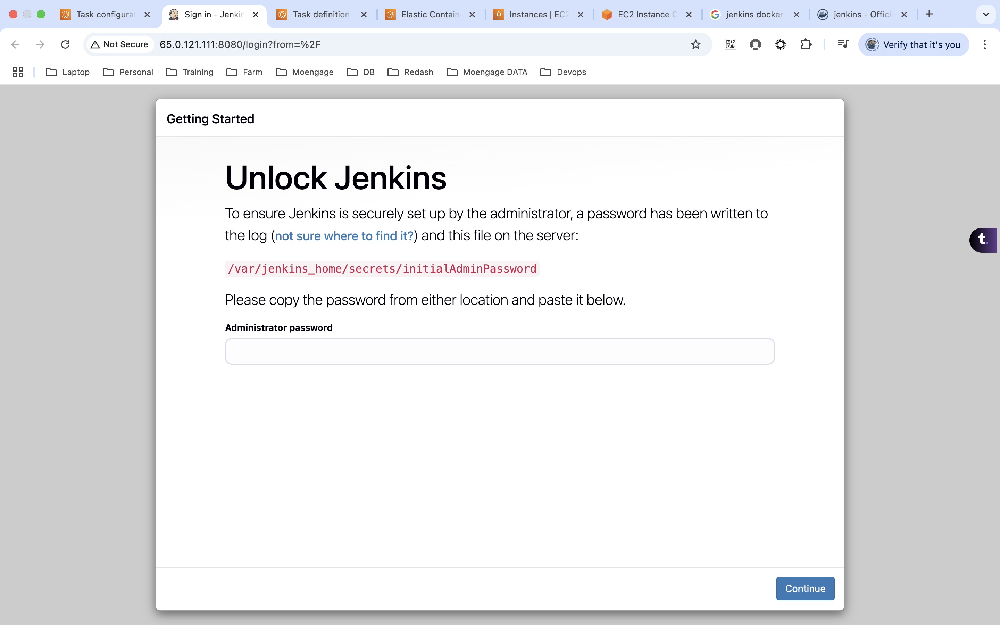 Task configurat
Sign in - Jenkin
Task definition
Elastic Contain
Instances | EC2
EC2 Instance C
jenkins docker
jenkins - Offici
Not Secure
65.0.121.111:8080/login?from=%2F
Verify that it's you
Laptop
Personal
Training
Farm
Moengage
DB
Redash
Moengage DATA
Devops
Getting Started
Unlock Jenkins
To ensure Jenkins is securely set up by the administrator, a password has been written to
the log (not sure where to find it?) and this file on the server:
/var/jenkins_home/secrets/initialAdminPassword
Please copy the password from either location and paste it below.
Administrator password
t.
Continue